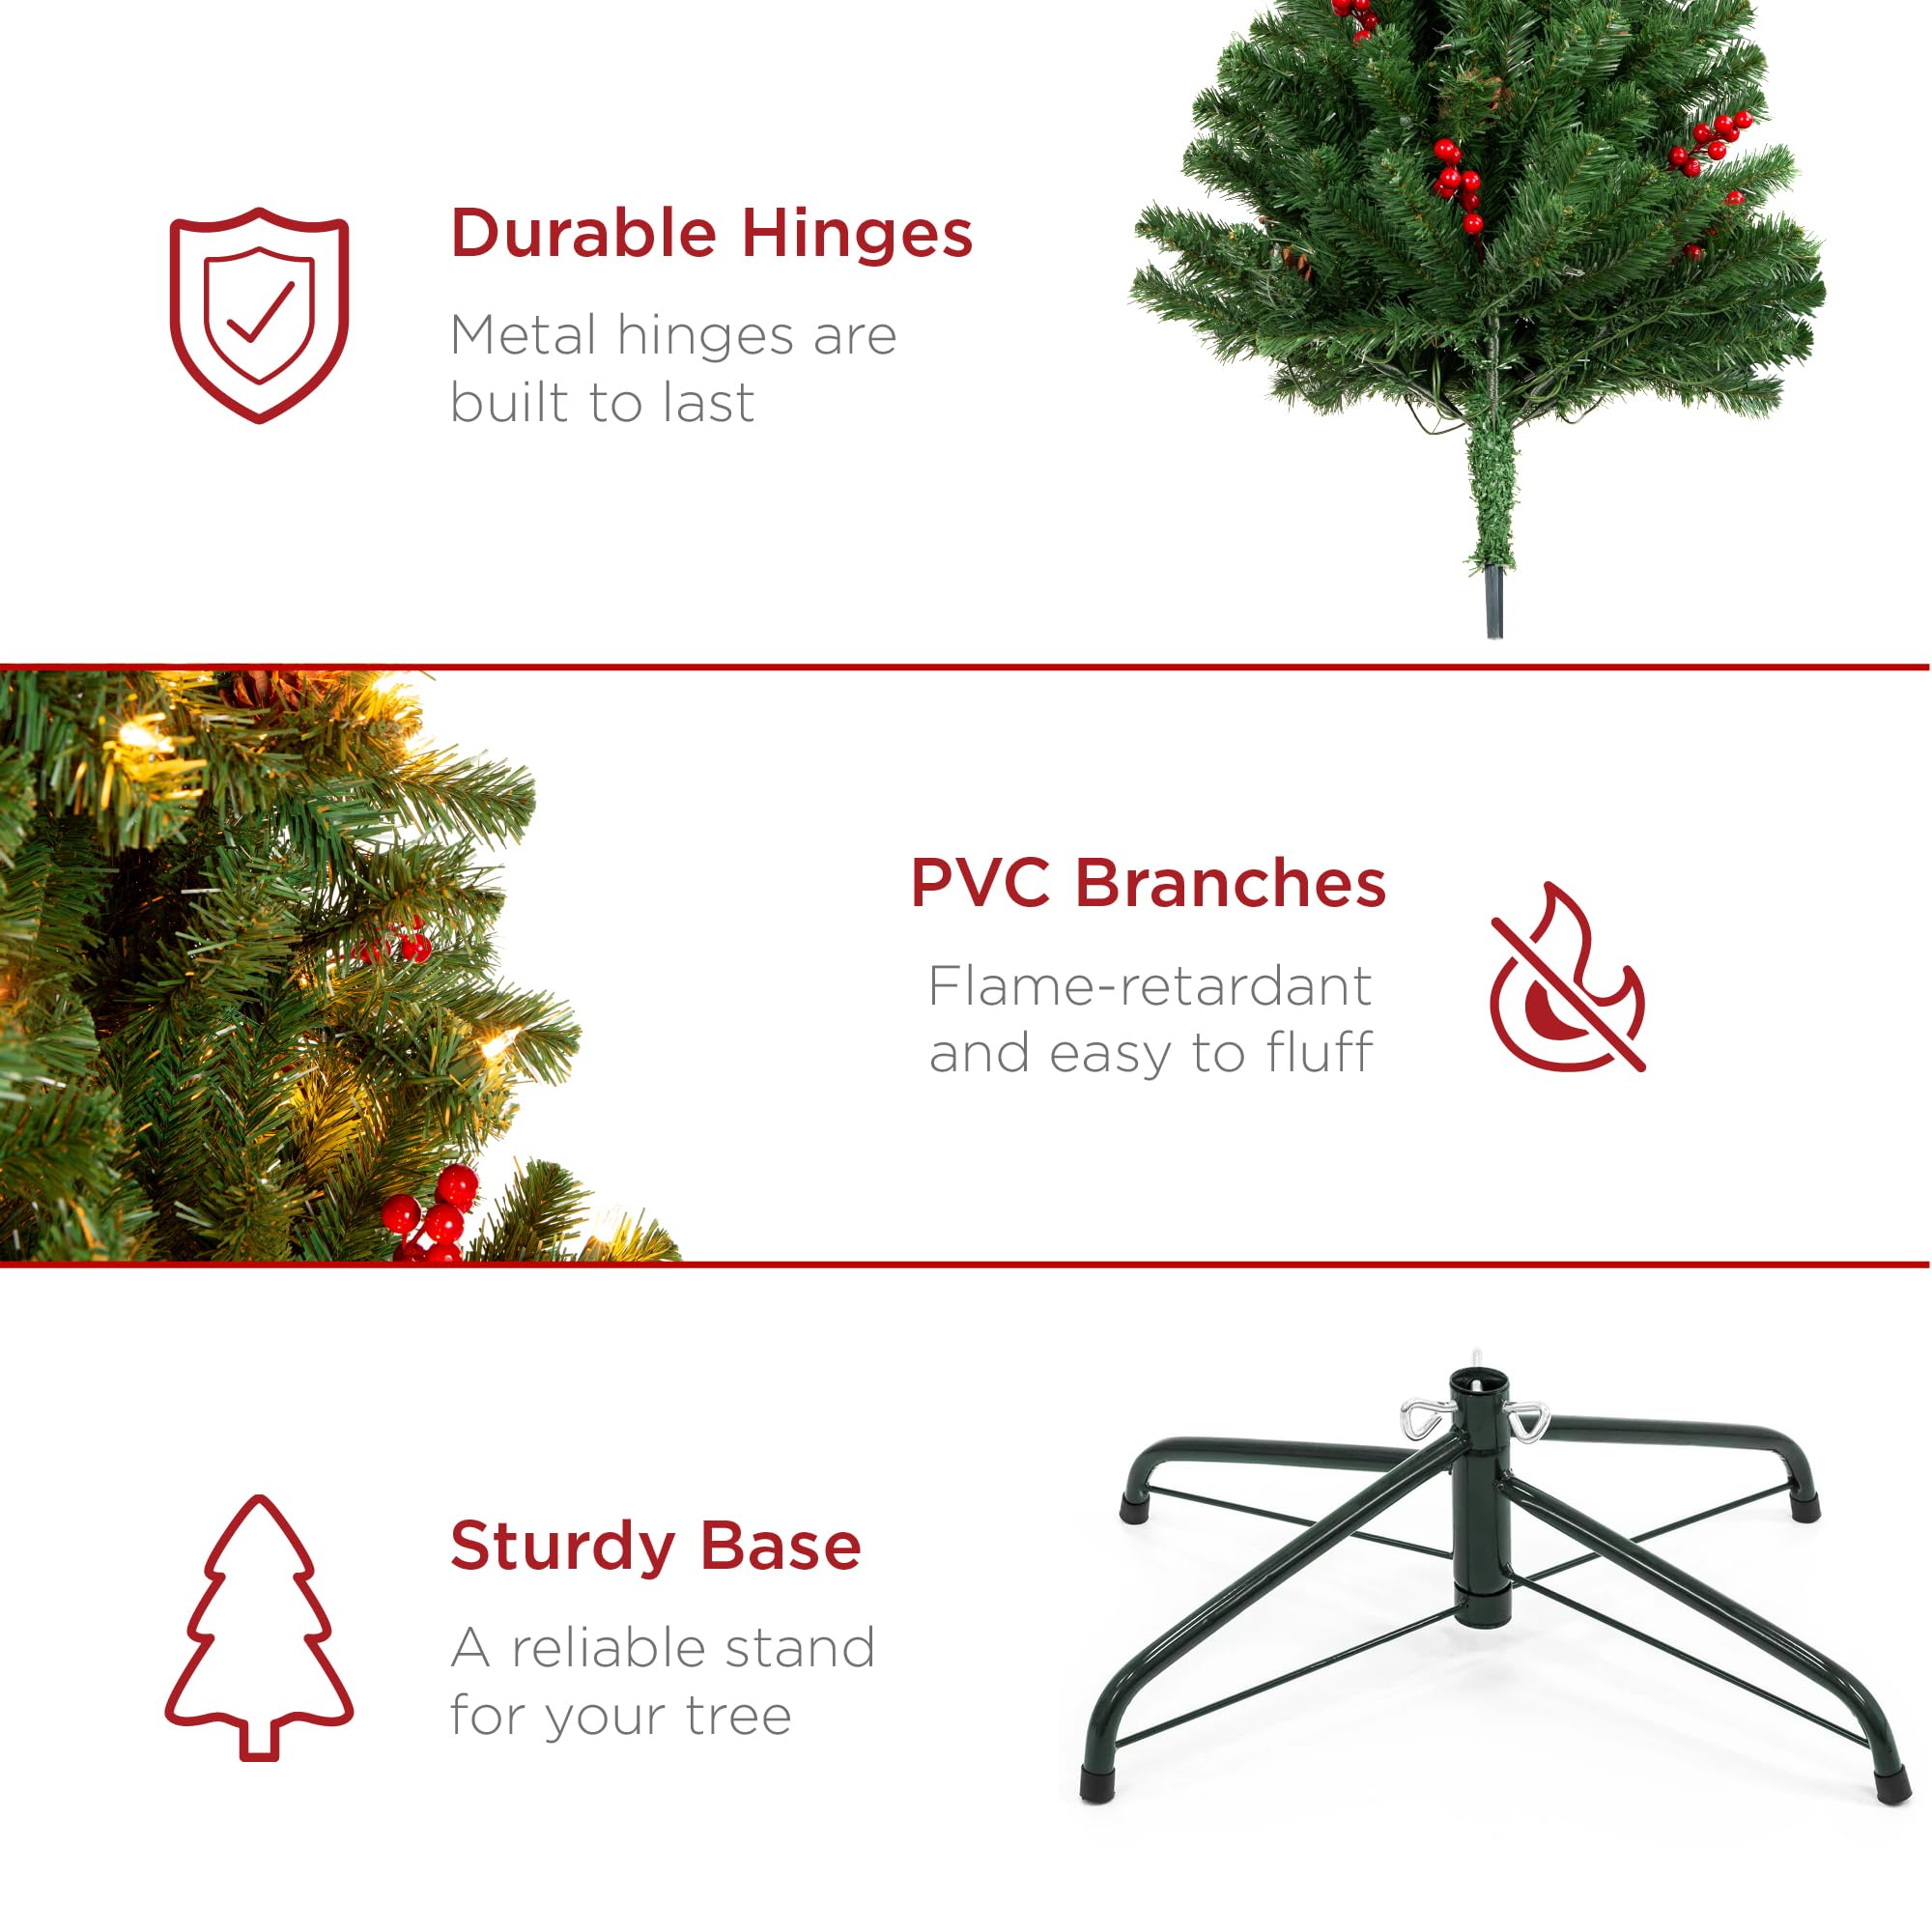 Durable Hinges
Metal hinges are
built to last
PVC Branches
Flame-retardant
and easy to fluff
Sturdy Base
A reliable stand
for your tree